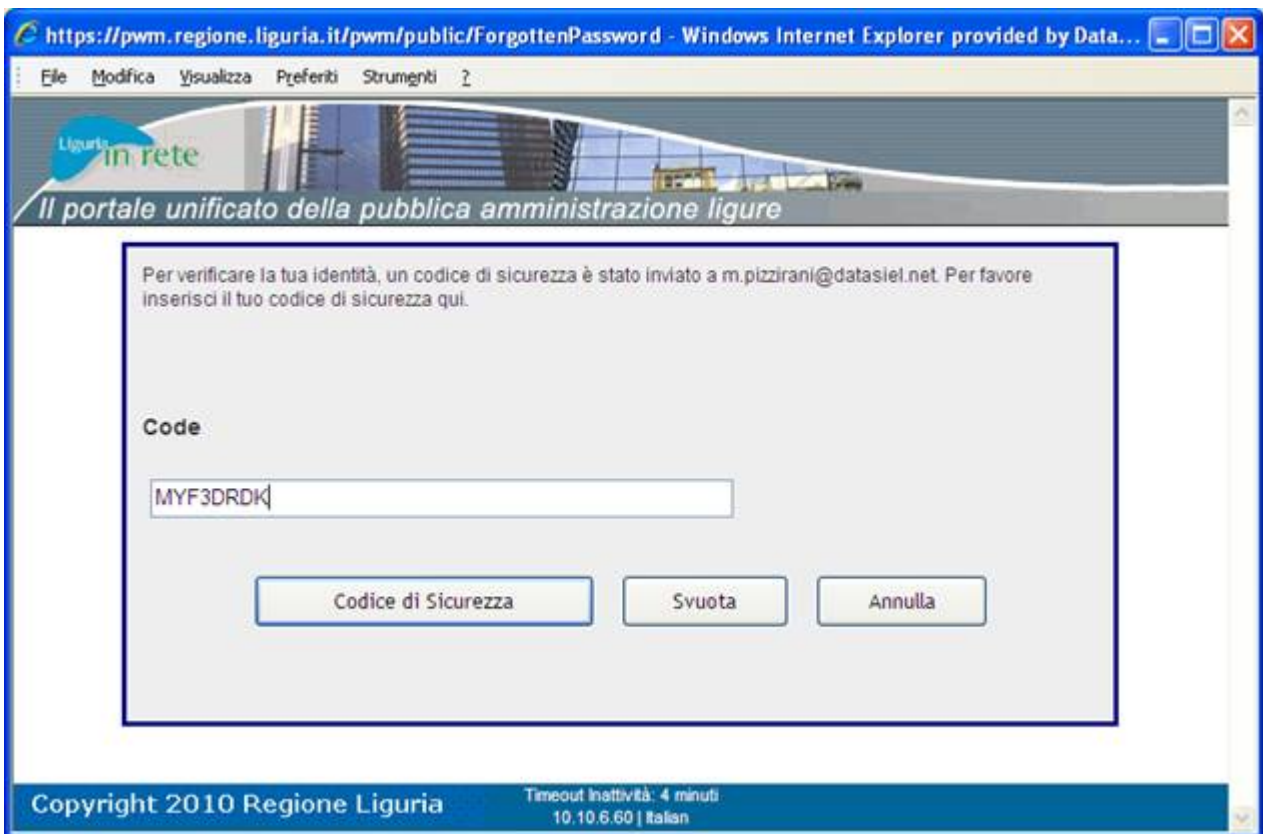 https://pwm.regione.liguria.it/pwm/public/ForgottenPassword - Windows Internet Explorer provided by Data...
File Modifica Visualizza Preferiti Strumenti ?
Liguria
in rete
Il portale unificato della pubblica amministrazione ligure
Per verificare la tua identità, un codice di sicurezza è stato inviato a m.pizzirani@datasiel.net. Per favore
inserisci il tuo codice di sicurezza qui.
Code
MYF3DRDK
Codice di Sicurezza Svuota Annulla
Copyright 2010 Regione Liguria
Timeout Inattività: 4 minuti
10.10.6.60 | Italian